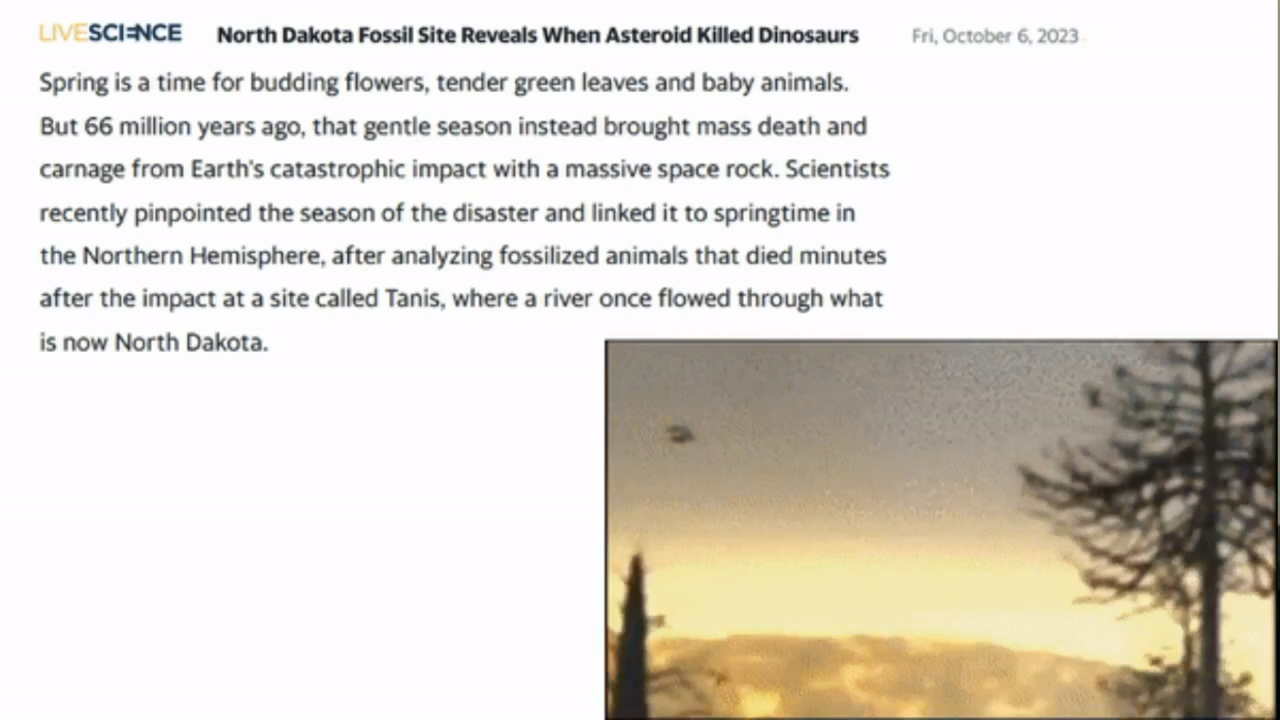 LIVESCIENCE North Dakota Fossil Site Reveals When Asteroid Killed Dinosaurs Fri, October 6, 2023
Spring is a time for budding flowers, tender green leaves and baby animals.
But 66 million years ago, that gentle season instead brought mass death and
carnage from Earth's catastrophic impact with a massive space rock. Scientists
recently pinpointed the season of the disaster and linked it to springtime in
the Northern Hemisphere, after analyzing fossilized animals that died minutes
after the impact at a site called Tanis, where a river once flowed through what
is now North Dakota.